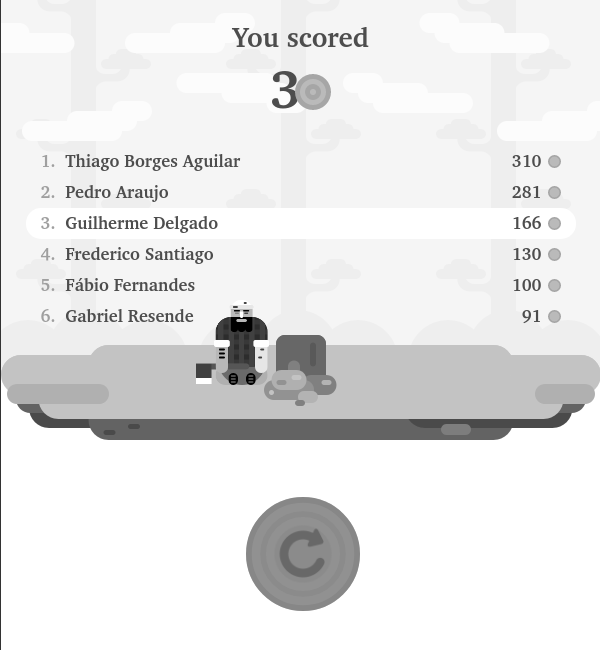 You scored
3
1. Thiago Borges Aguilar 310
2. Pedro Araujo 281
3. Guilherme Delgado 166
4. Frederico Santiago 130
5. Fábio Fernandes 100
6. Gabriel Resende 91